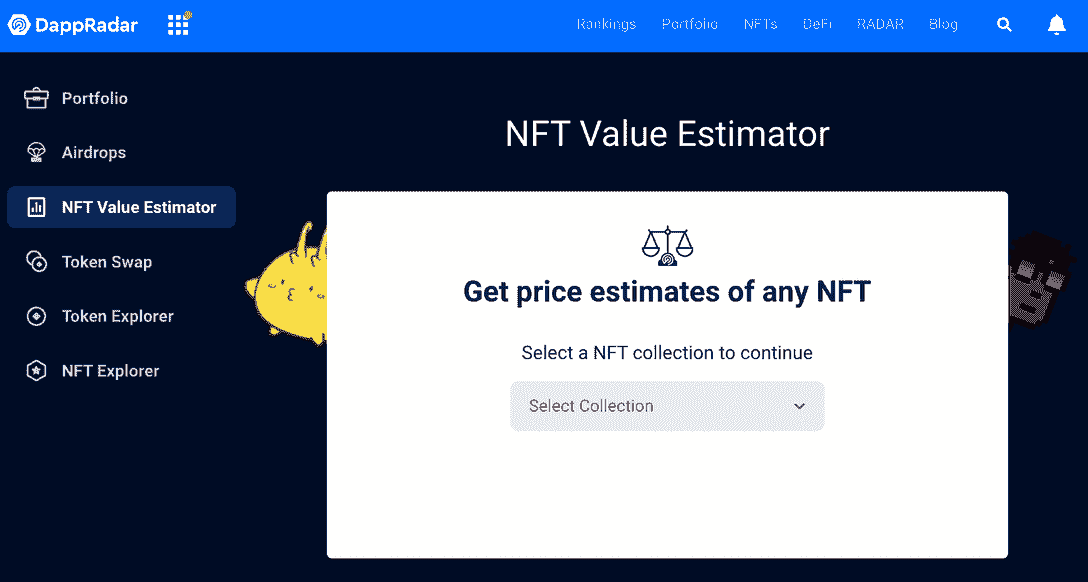 DappRadar
Rankings Portfolio NFTs DeFi RADAR Blog
Portfolio
Airdrops
NFT Value Estimator
Token Swap
Token Explorer
NFT Explorer
NFT Value Estimator
Get price estimates of any NFT
Select a NFT collection to continue
Select Collection